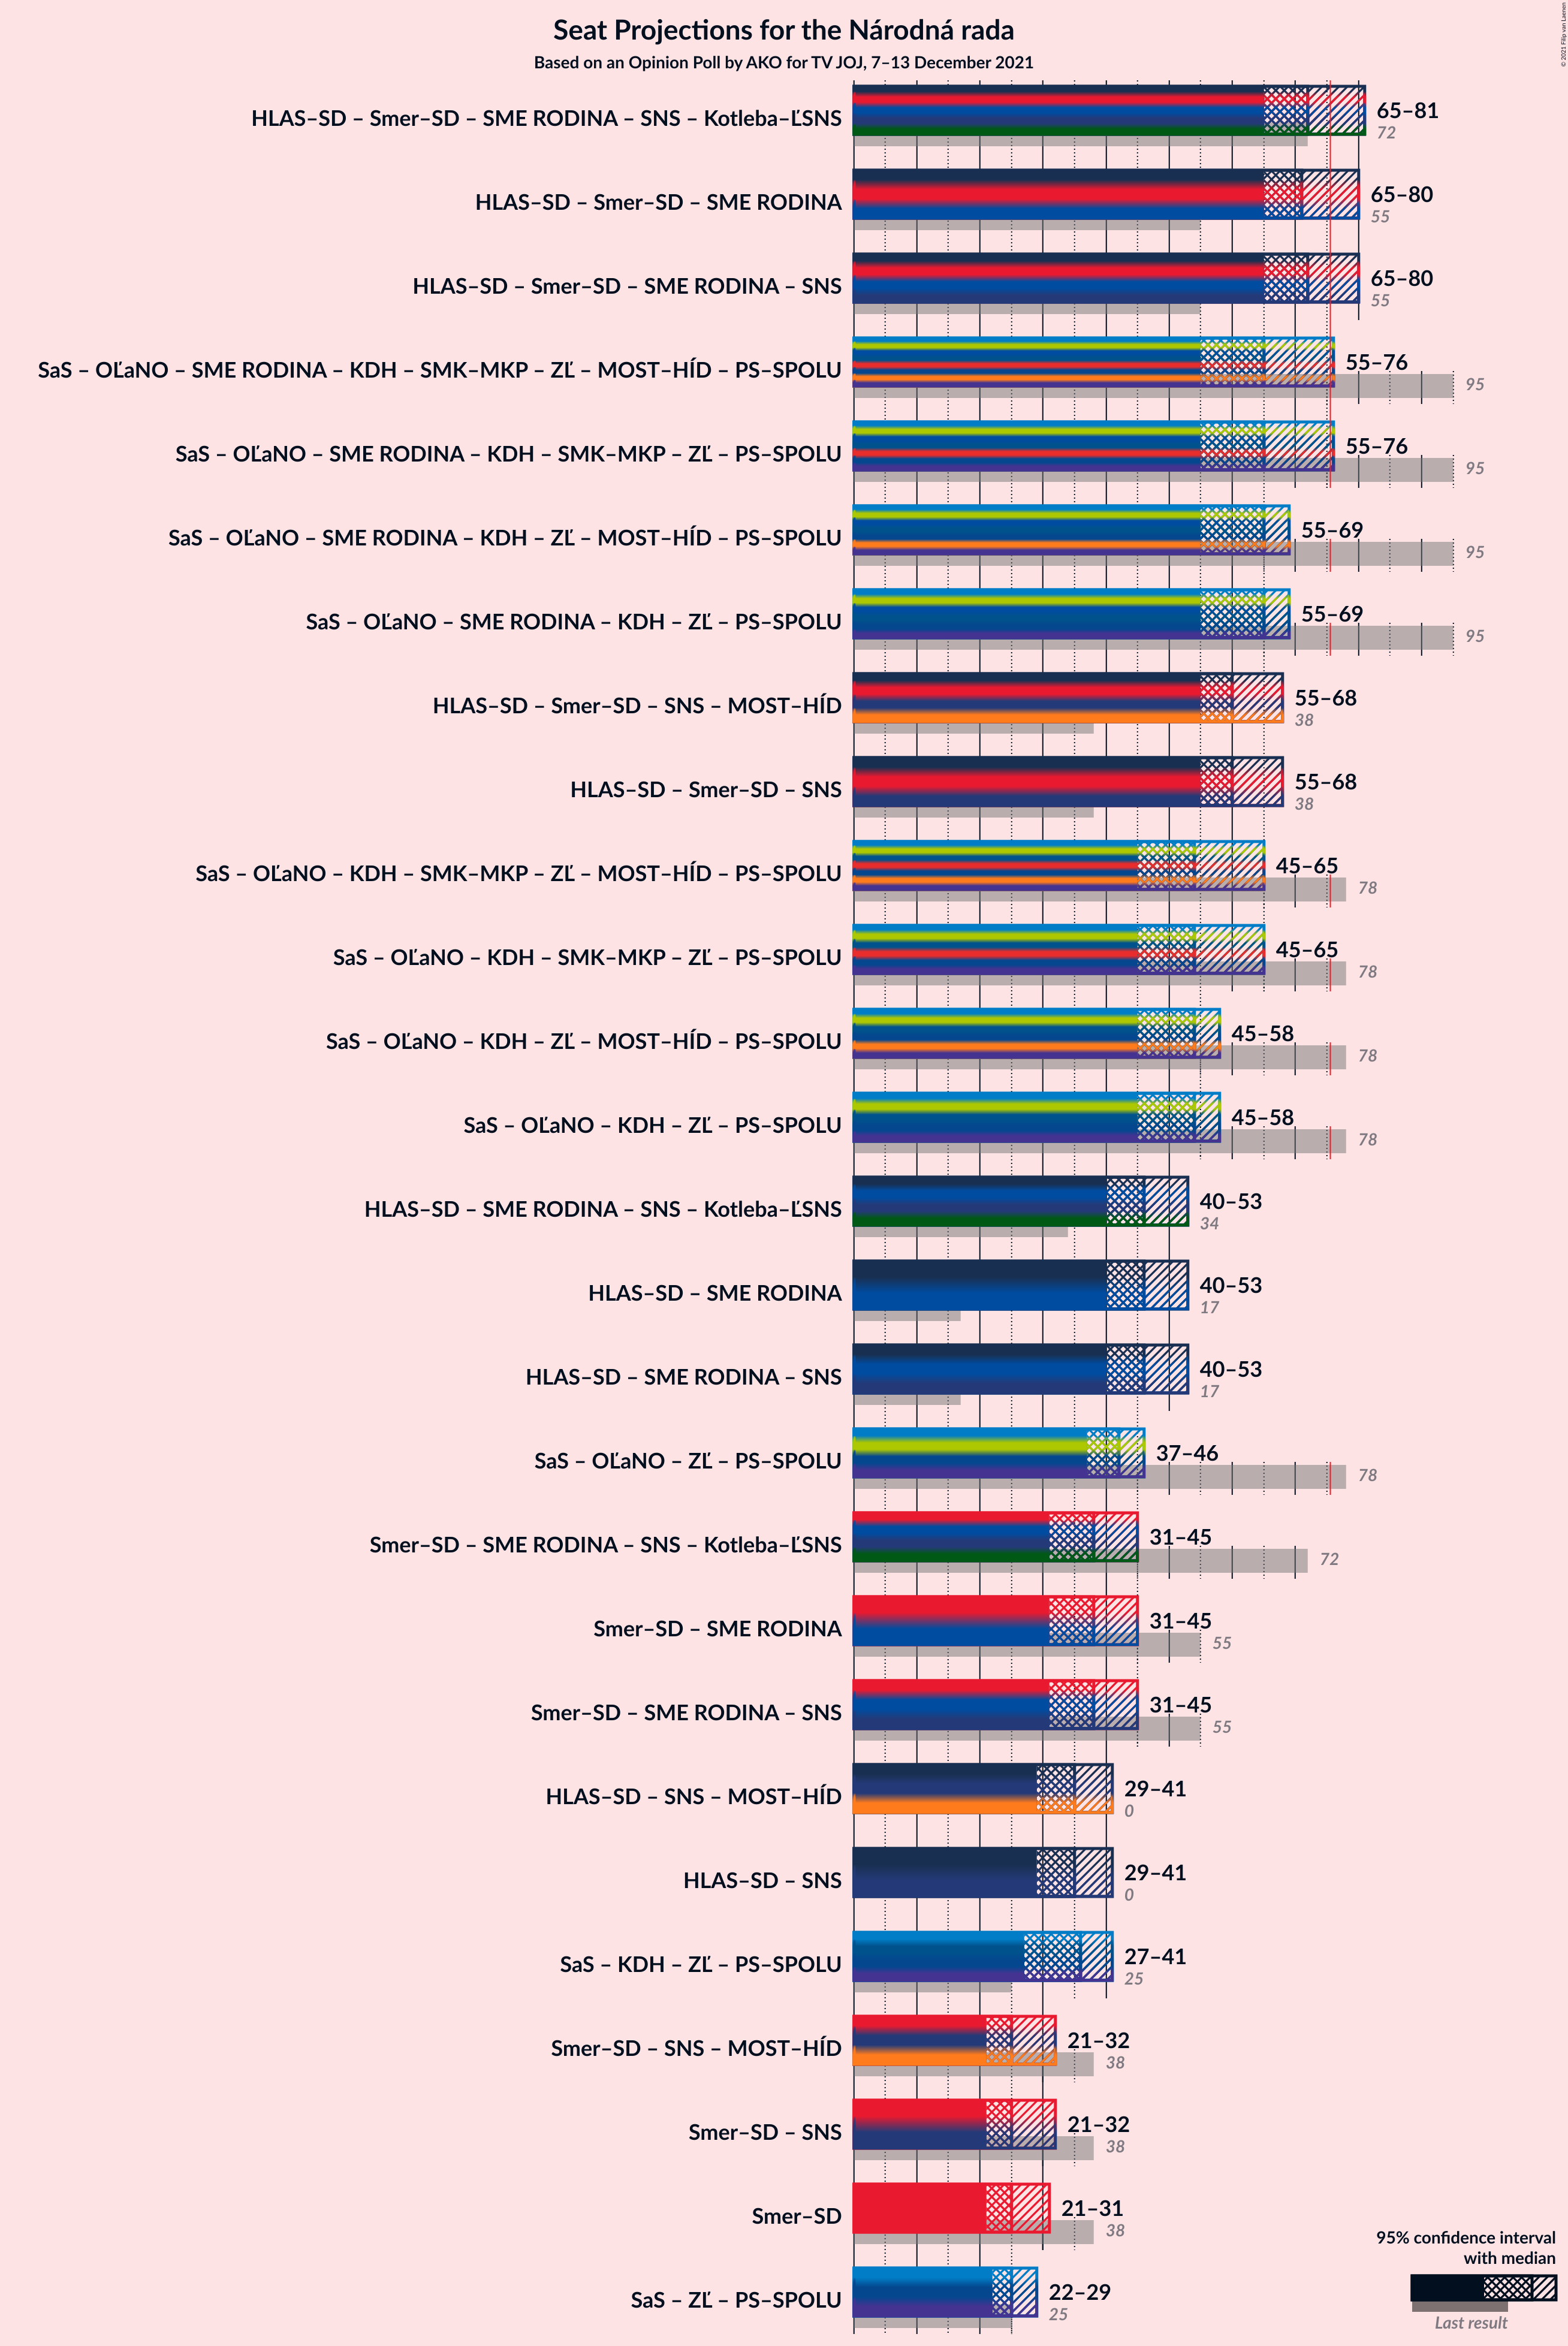 Seat Projections for the Národná rada
Based on an Opinion Poll by AKO for TV JOJ, 7–13 December 2021
© 2021 Filip van Laenen
HLAS–SD – Smer–SD – SME RODINA – SNS – Kotleba–ĽSNS
65–81
72
HLAS–SD – Smer–SD – SME RODINA
65–80
55
HLAS–SD – Smer–SD – SME RODINA – SNS
65–80
55
SaS – OĽaNO – SME RODINA – KDH – SMK–MKP – ZĽ – MOST–HÍD – PS–SPOLU
55–76
95
SaS – OĽaNO – SME RODINA – KDH – SMK–MKP – ZĽ – PS–SPOLU
55–76
95
SaS – OĽaNO – SME RODINA – KDH – ZĽ – MOST–HÍD – PS–SPOLU
55–69
95
SaS – OĽaNO – SME RODINA – KDH – ZĽ – PS–SPOLU
55–69
95
HLAS–SD – Smer–SD – SNS – MOST–HÍD
55–68
38
HLAS–SD – Smer–SD – SNS
55–68
38
SaS – OĽaNO – KDH – SMK–MKP – ZĽ – MOST–HÍD – PS–SPOLU
45–65
78
SaS – OĽaNO – KDH – SMK–MKP – ZĽ – PS–SPOLU
45–65
78
SaS – OĽaNO – KDH – ZĽ – MOST–HÍD – PS–SPOLU
45–58
78
SaS – OĽaNO – KDH – ZĽ – PS–SPOLU
45–58
78
HLAS–SD – SME RODINA – SNS – Kotleba–ĽSNS
40–53
34
HLAS–SD – SME RODINA
40–53
17
HLAS–SD – SME RODINA – SNS
40–53
17
SaS – OĽaNO – ZĽ – PS–SPOLU
37–46
78
Smer–SD – SME RODINA – SNS – Kotleba–ĽSNS
31–45
72
Smer–SD – SME RODINA
31–45
55
Smer–SD – SME RODINA – SNS
31–45
55
HLAS–SD – SNS – MOST–HÍD
29–41
0
HLAS–SD – SNS
29–41
0
SaS – KDH – ZĽ – PS–SPOLU
27–41
25
Smer–SD – SNS – MOST–HÍD
21–32
38
Smer–SD – SNS
21–32
38
Smer–SD
21–31
38
SaS – ZĽ – PS–SPOLU
22–29
25
95% confidence interval
with median
Last result